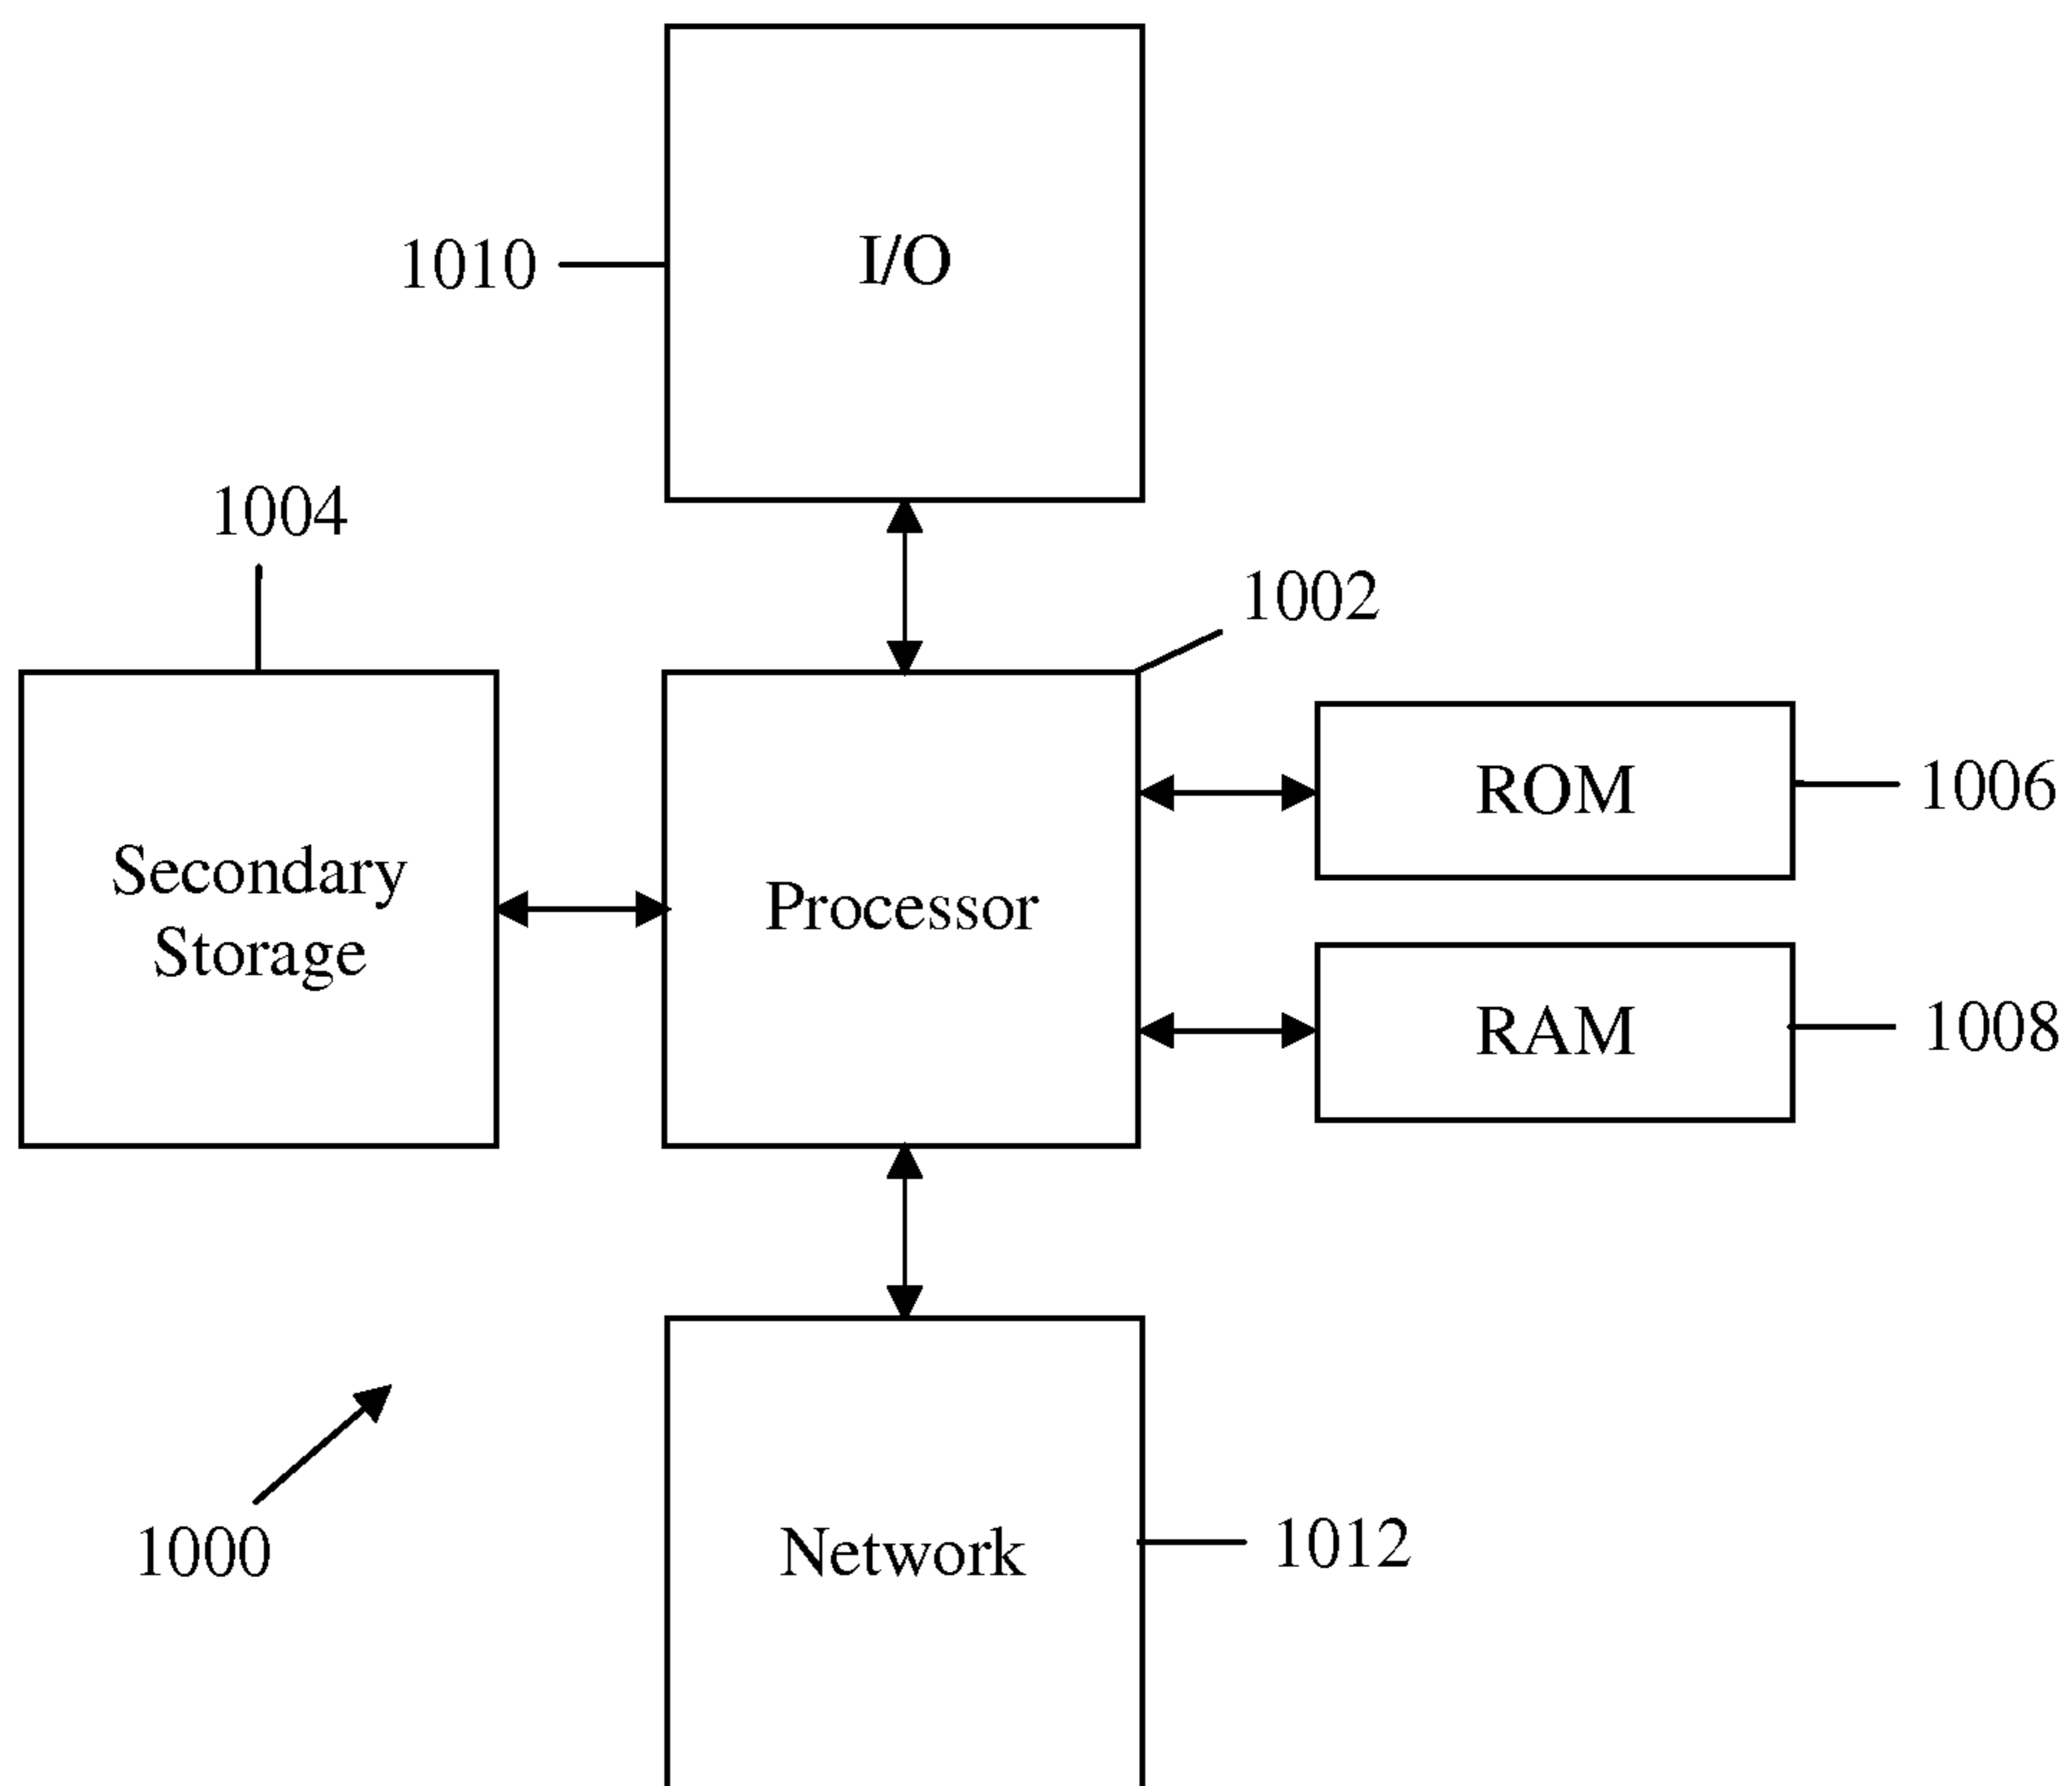 I/O
1010
1004
1002
ROM
1006
Secondary
Storage
Processor
RAM
1008
1000
Network
1012